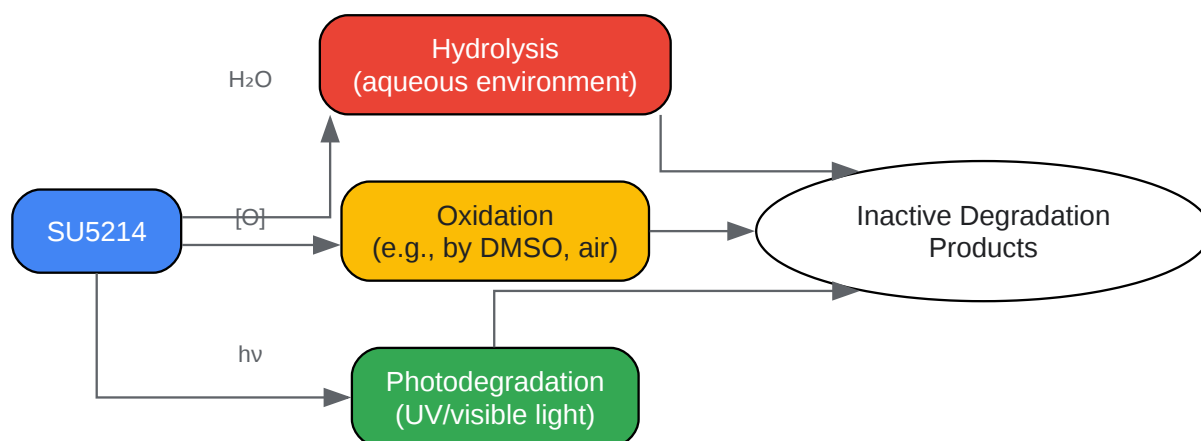 Hydrolysis
(aqueous environment)
H₂O
SU5214
[O]
Oxidation
(e.g., by DMSO, air)
Inactive Degradation
Products
hν
Photodegradation
(UV/visible light)